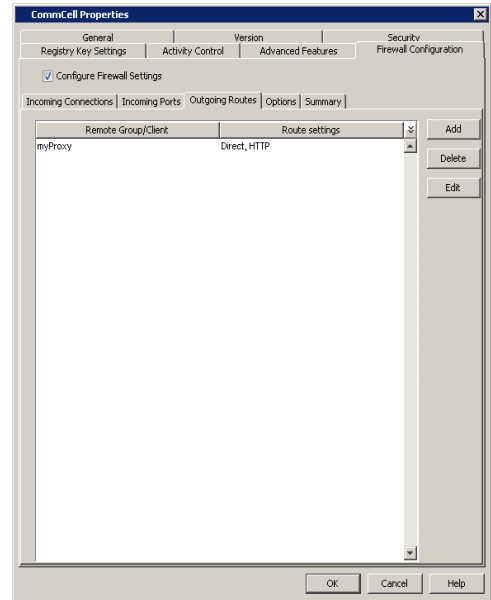 CommCell Properties
General Version Security
Registry Key Settings Activity Control Advanced Features Firewall Configuration
Configure Firewall Settings
Incoming Connections Incoming Ports Outgoing Routes Options Summary
Remote Group/Client Route settings Add
myProxy Direct, HTTP
Delete
Edit
OK Cancel Help